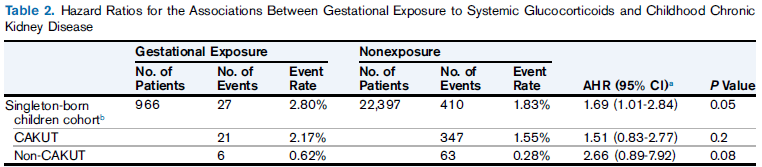 Table 2. Hazard Ratios for the Associations Between Gestational Exposure to Systemic Glucocorticoids and Childhood Chronic
Kidney Disease
Gestational Exposure Nonexposure
No. of Patients No. of Events Event Rate No. of Patients No. of Events Event Rate AHR (95% CI)a P Value
Singleton-born children cohortb 966 27 2.80% 22,397 410 1.83% 1.69 (1.01-2.84) 0.05
CAKUT 21 2.17% 347 1.55% 1.51 (0.83-2.77) 0.2
Non-CAKUT 6 0.62% 63 0.28% 2.66 (0.89-7.92) 0.08